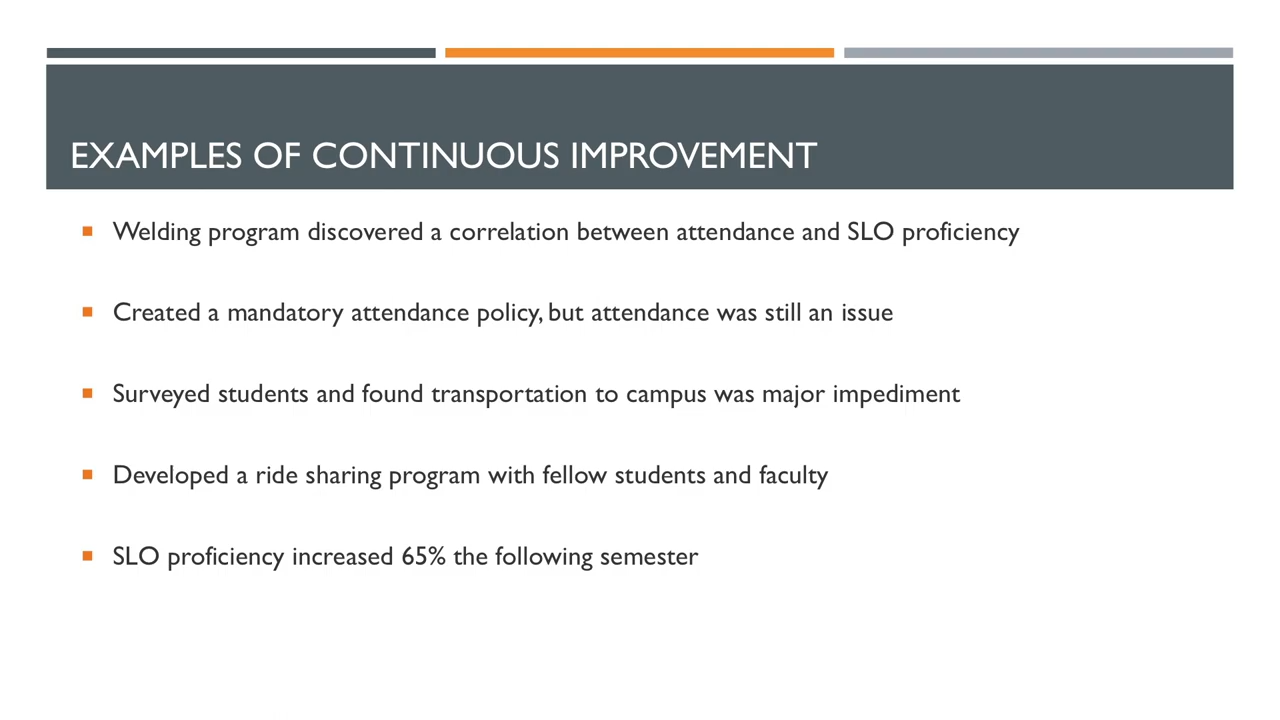 EXAMPLES OF CONTINUOUS IMPROVEMENT
Welding program discovered a correlation between attendance and SLO proficiency
Created a mandatory attendance policy, but attendance was still an issue
Surveyed students and found transportation to campus was major impediment
Developed a ride sharing program with fellow students and faculty
SLO proficiency increased 65% the following semester